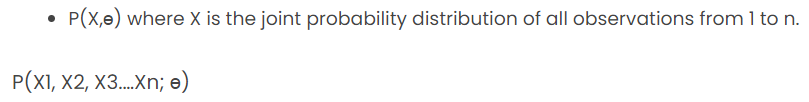 • P(X,ɵ) where X is the joint probability distribution of all observations from 1 to n.
P(X1, X2, X3....Xn; ɵ)